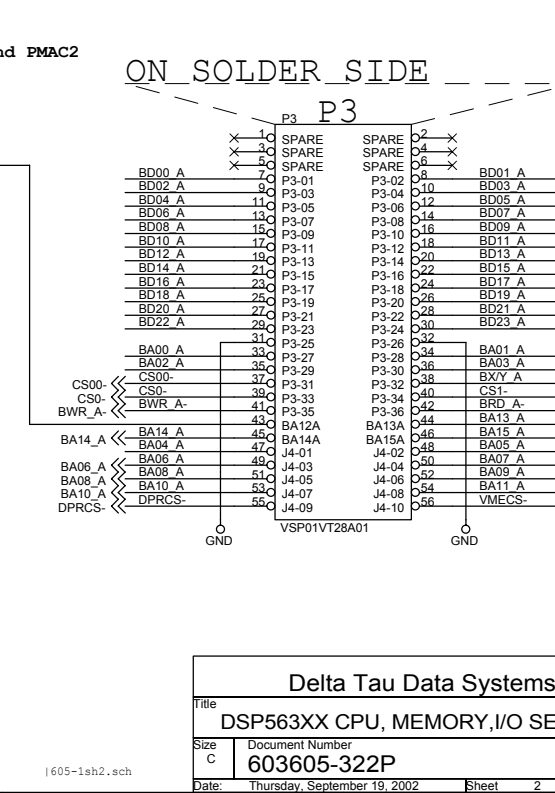 nd PMAC2
ON SOLDER SIDE
P3 P3
1 SPARE SPARE 2
3 SPARE SPARE 4
5 SPARE SPARE 6
BD00_A 7 P3-01 P3-02 8 BD01_A
BD02_A 9 P3-03 P3-04 10 BD03_A
BD04_A 11 P3-05 P3-06 12 BD05_A
BD06_A 13 P3-07 P3-08 14 BD07_A
BD08_A 15 P3-09 P3-10 16 BD09_A
BD10_A 17 P3-11 P3-12 18 BD11_A
BD12_A 19 P3-13 P3-14 20 BD13_A
BD14_A 21 P3-15 P3-16 22 BD15_A
BD16_A 23 P3-17 P3-18 24 BD17_A
BD18_A 25 P3-19 P3-20 26 BD19_A
BD20_A 27 P3-21 P3-22 28 BD21_A
BD22_A 29 P3-23 P3-24 30 BD23_A
31 P3-25 P3-26 32
BA00_A 33 P3-27 P3-28 34 BA01_A
BA02_A 35 P3-29 P3-30 36 BA03_A
CS00- CS00- 37 P3-31 P3-32 38 BX/Y_A
CS0- CS0- 39 P3-33 P3-34 40 CS1-
BWR_A- BWR_A- 41 P3-35 P3-36 42 BRD_A-
43 BA12A BA13A 44 BA13_A
BA14_A BA14_A 45 BA14A BA15A 46 BA15_A
BA04_A 47 J4-01 J4-02 48 BA05_A
BA06_A BA06_A 49 J4-03 J4-04 50 BA07_A
BA08_A BA08_A 51 J4-05 J4-06 52 BA09_A
BA10_A BA10_A 53 J4-07 J4-08 54 BA11_A
DPRCS- DPRCS- 55 J4-09 J4-10 56 VMECS-
VSP01VT28A01
GND GND
Delta Tau Data Systems
Title
DSP563XX CPU, MEMORY,I/O SE
Size Document Number
C 603605-322P
Date: Thursday, September 19, 2002 Sheet 2
|605-1sh2.sch